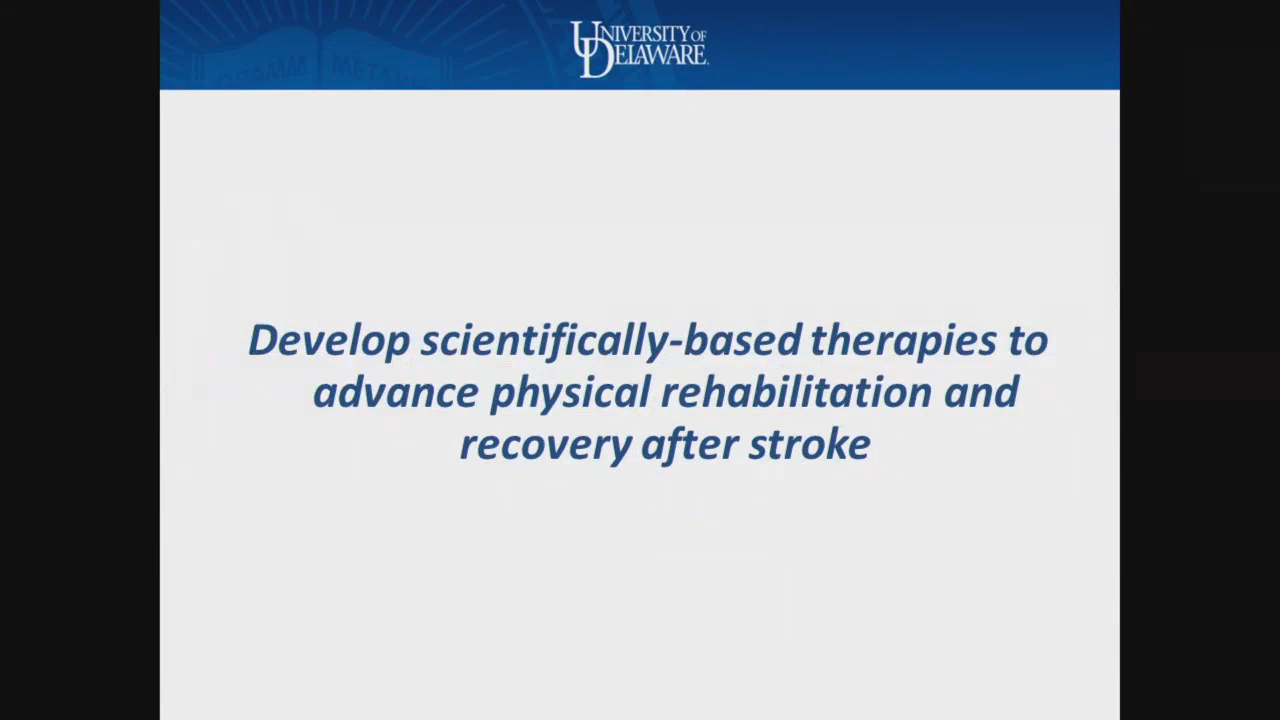 UNIVERSITY OF
DELAWARE.
Develop scientifically-based therapies to
advance physical rehabilitation and
recovery after stroke